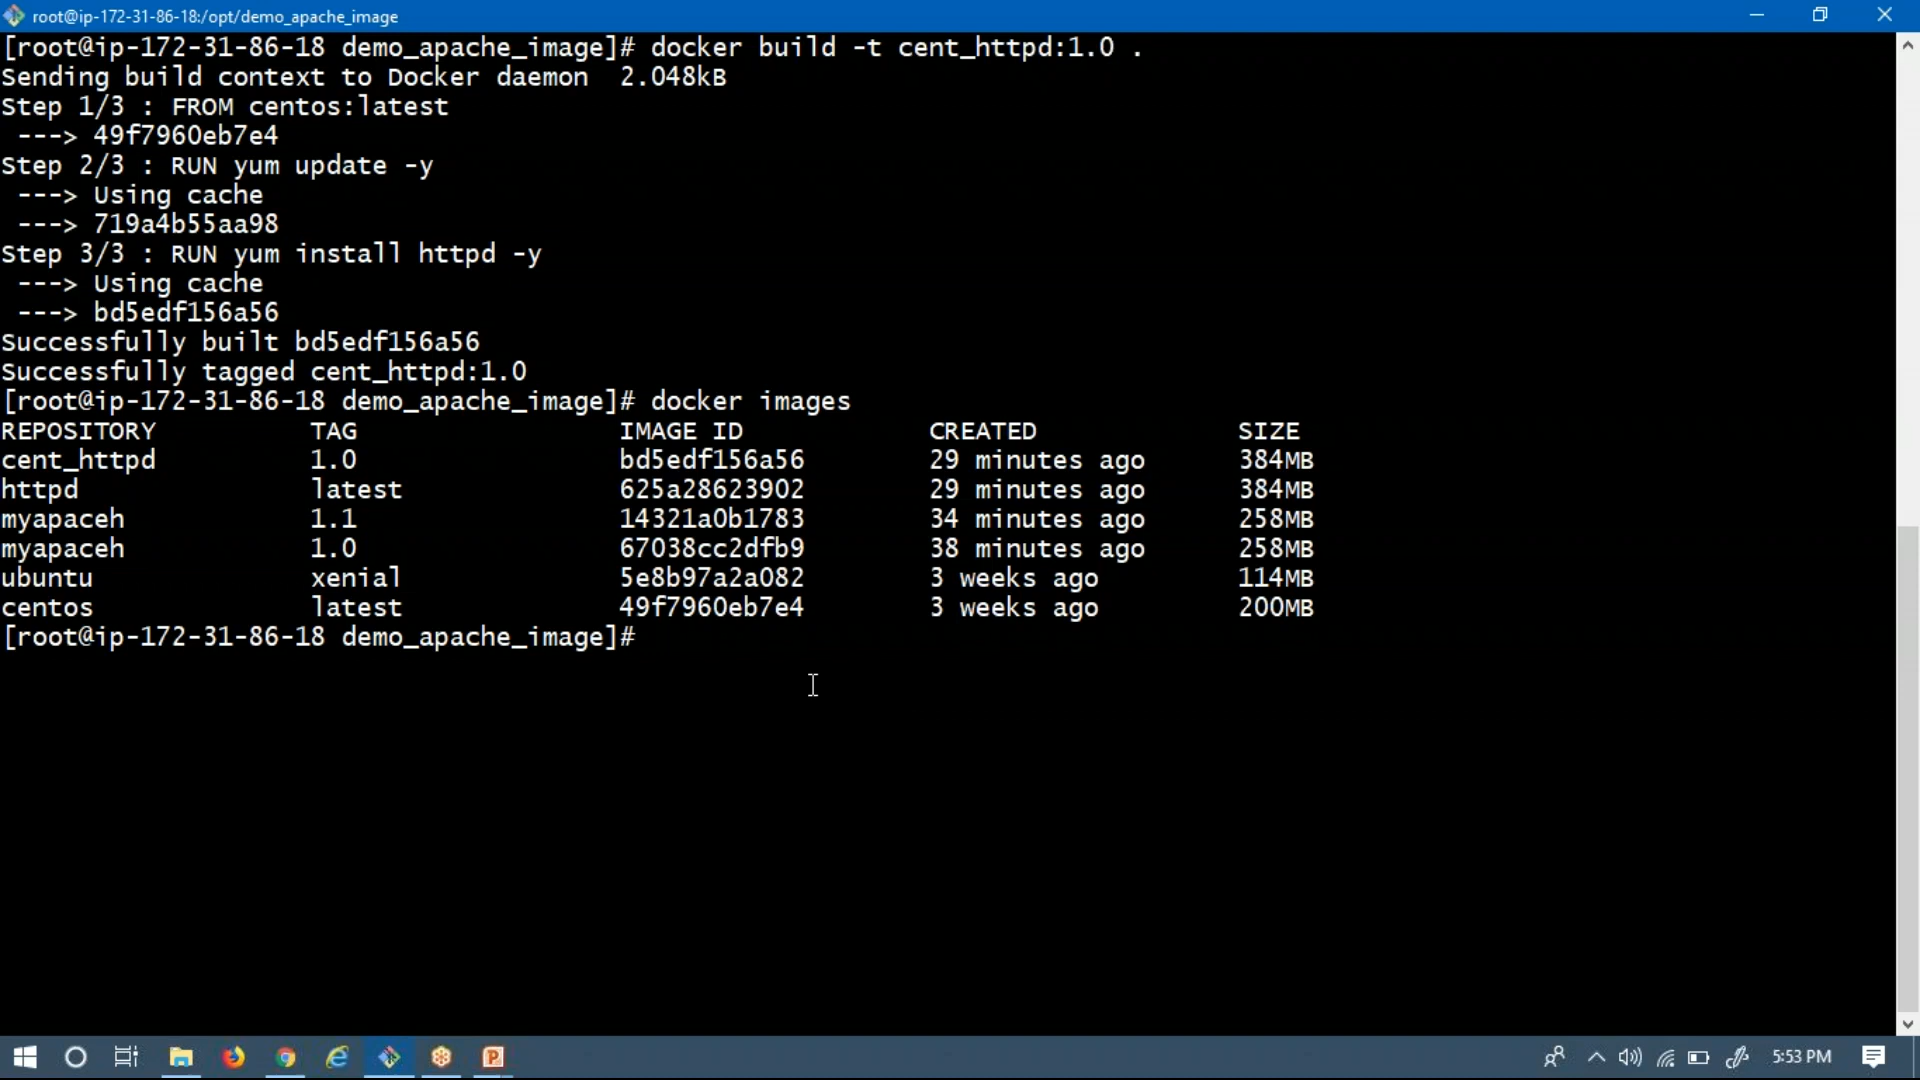 root@ip-172-31-86-18:/opt/demo_apache_image
[root@ip-172-31-86-18 demo_apache_image]# docker build -t cent_httpd:1.0 .
Sending build context to Docker daemon  2.048kB
Step 1/3 : FROM centos:latest
 ---> 49f7960eb7e4
Step 2/3 : RUN yum update -y
 ---> Using cache
 ---> 719a4b55aa98
Step 3/3 : RUN yum install httpd -y
 ---> Using cache
 ---> bd5edf156a56
Successfully built bd5edf156a56
Successfully tagged cent_httpd:1.0
[root@ip-172-31-86-18 demo_apache_image]# docker images
REPOSITORY          TAG                 IMAGE ID            CREATED             SIZE
cent_httpd          1.0                 bd5edf156a56        29 minutes ago      384MB
httpd               latest              625a28623902        29 minutes ago      384MB
myapaceh            1.1                 14321a0b1783        34 minutes ago      258MB
myapaceh            1.0                 67038cc2dfb9        38 minutes ago      258MB
ubuntu              xenial              5e8b97a2a082        3 weeks ago         114MB
centos              latest              49f7960eb7e4        3 weeks ago         200MB
[root@ip-172-31-86-18 demo_apache_image]#
5:53 PM